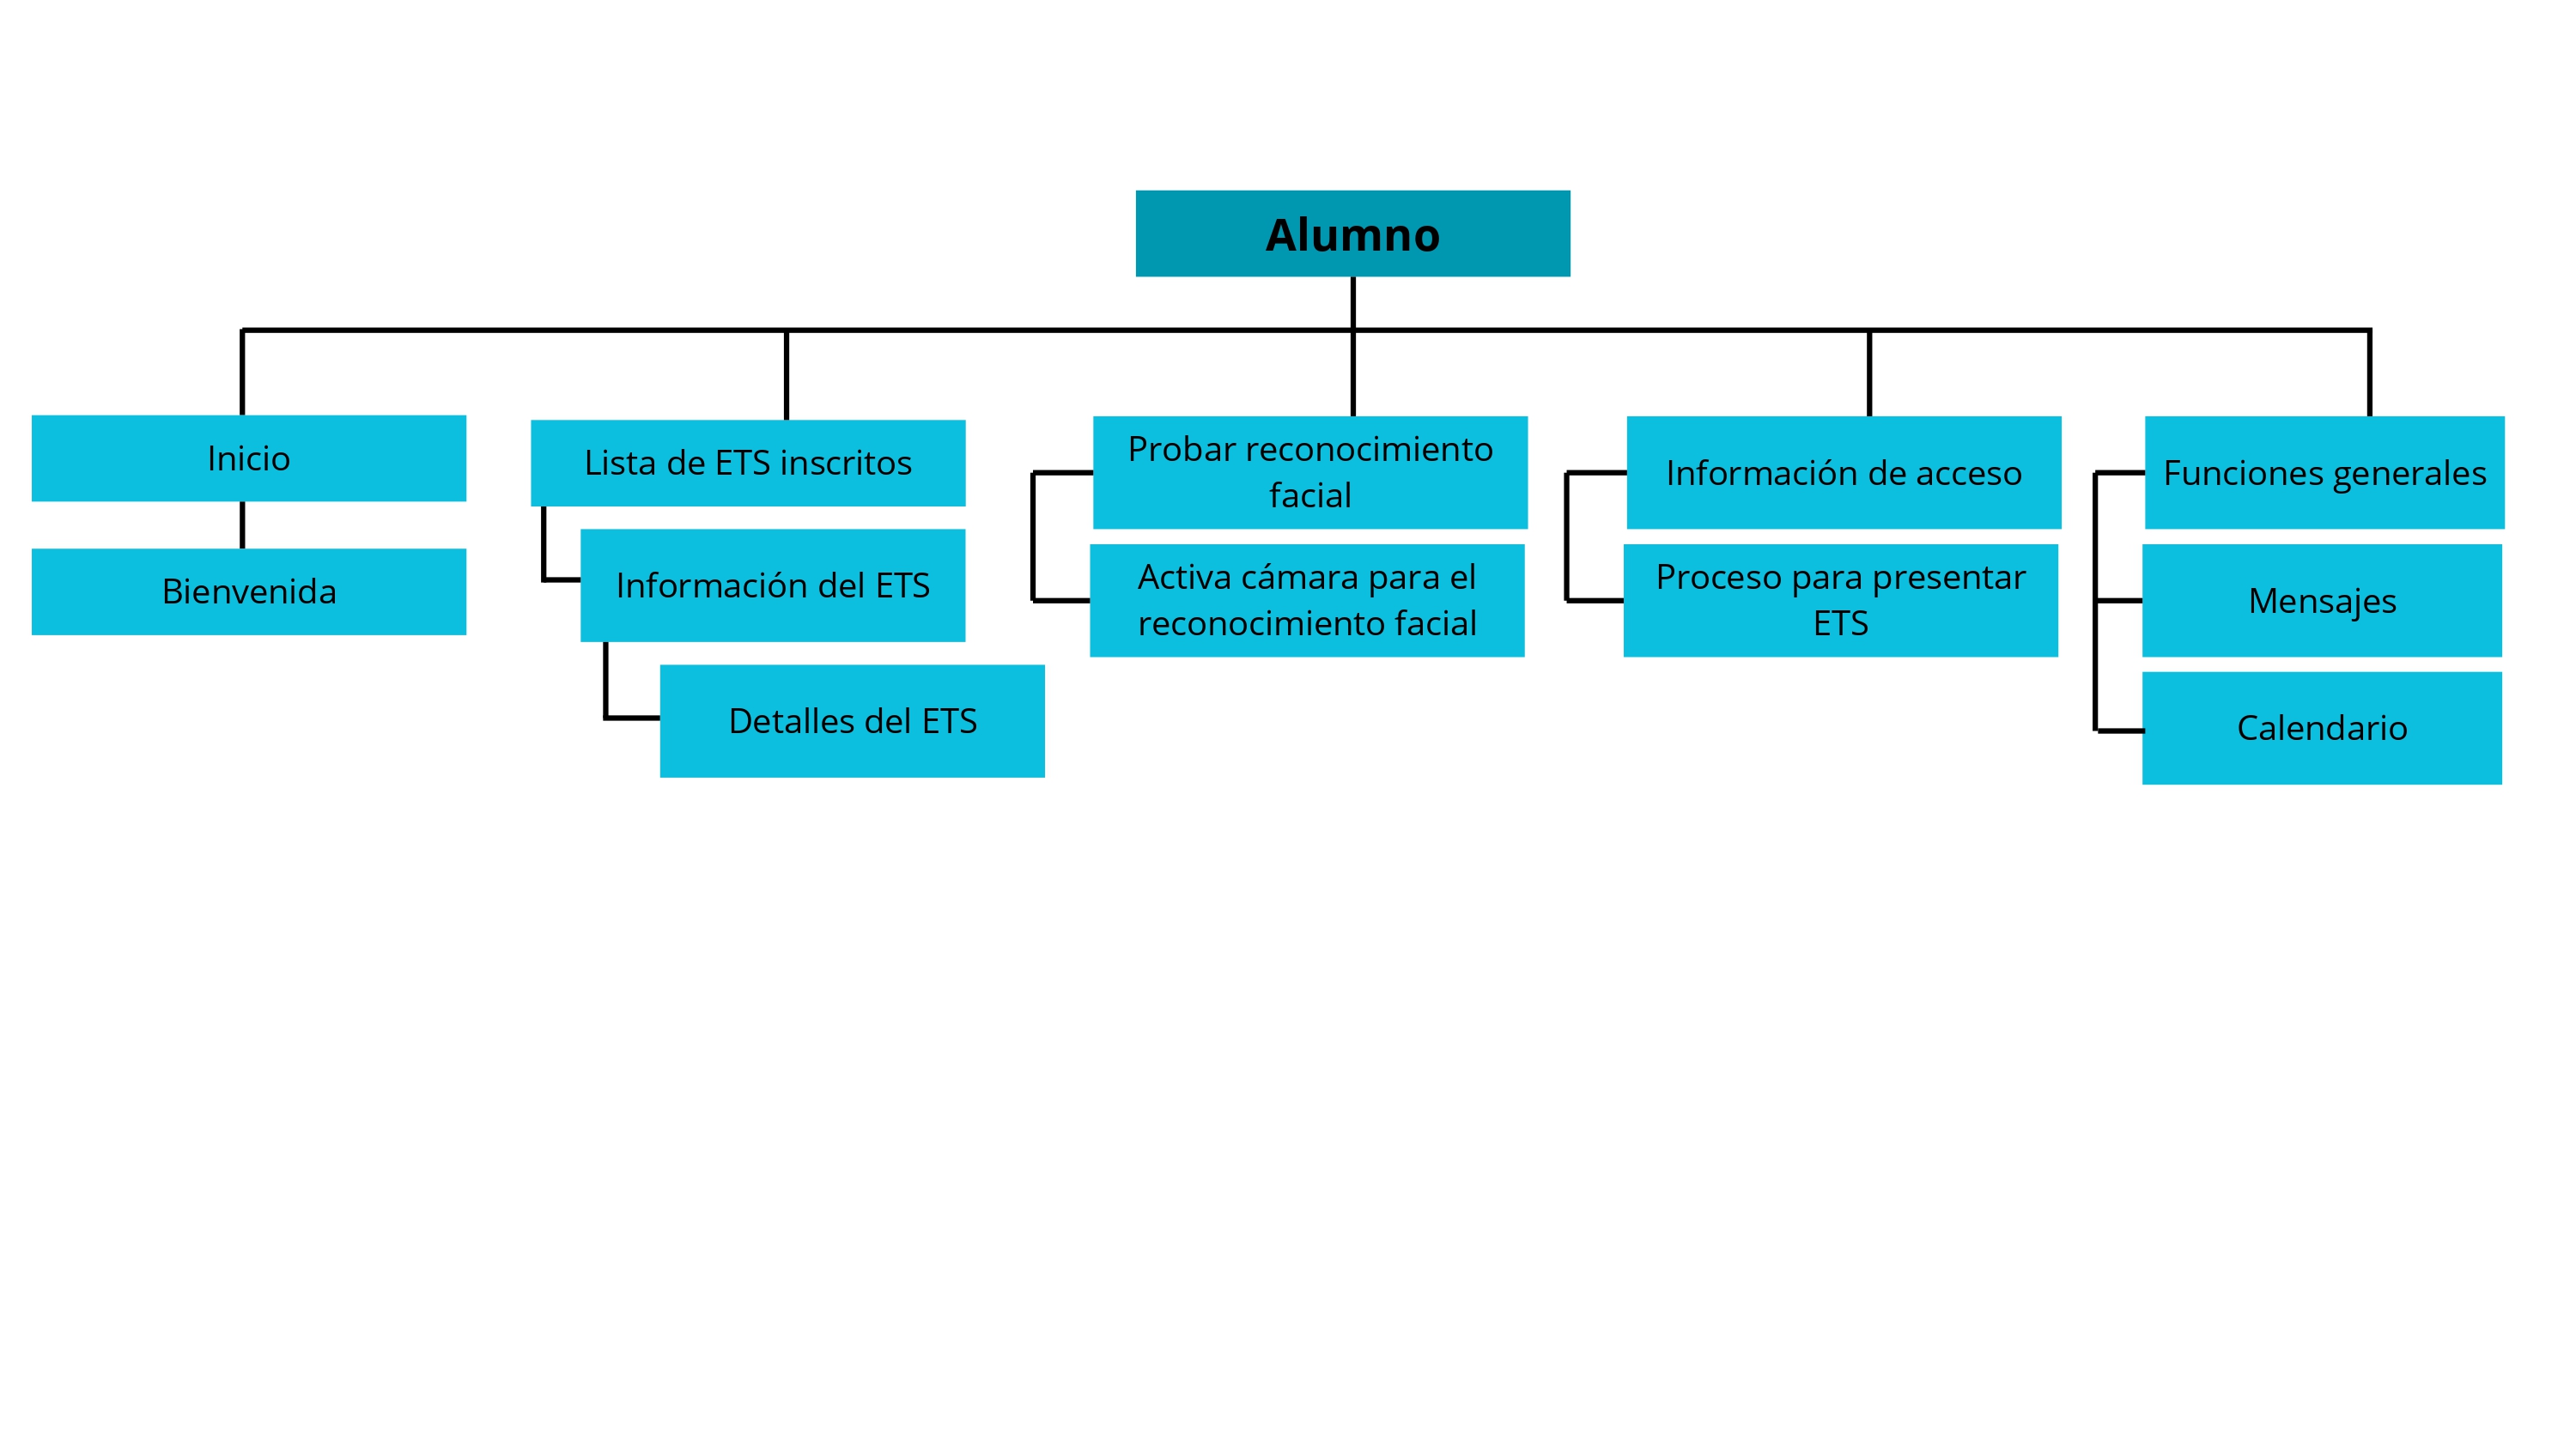 Alumno
Inicio
Bienvenida
Lista de ETS inscritos
Información del ETS
Detalles del ETS
Probar reconocimiento
facial
Activa cámara para el
reconocimiento facial
Información de acceso
Proceso para presentar
ETS
Funciones generales
Mensajes
Calendario